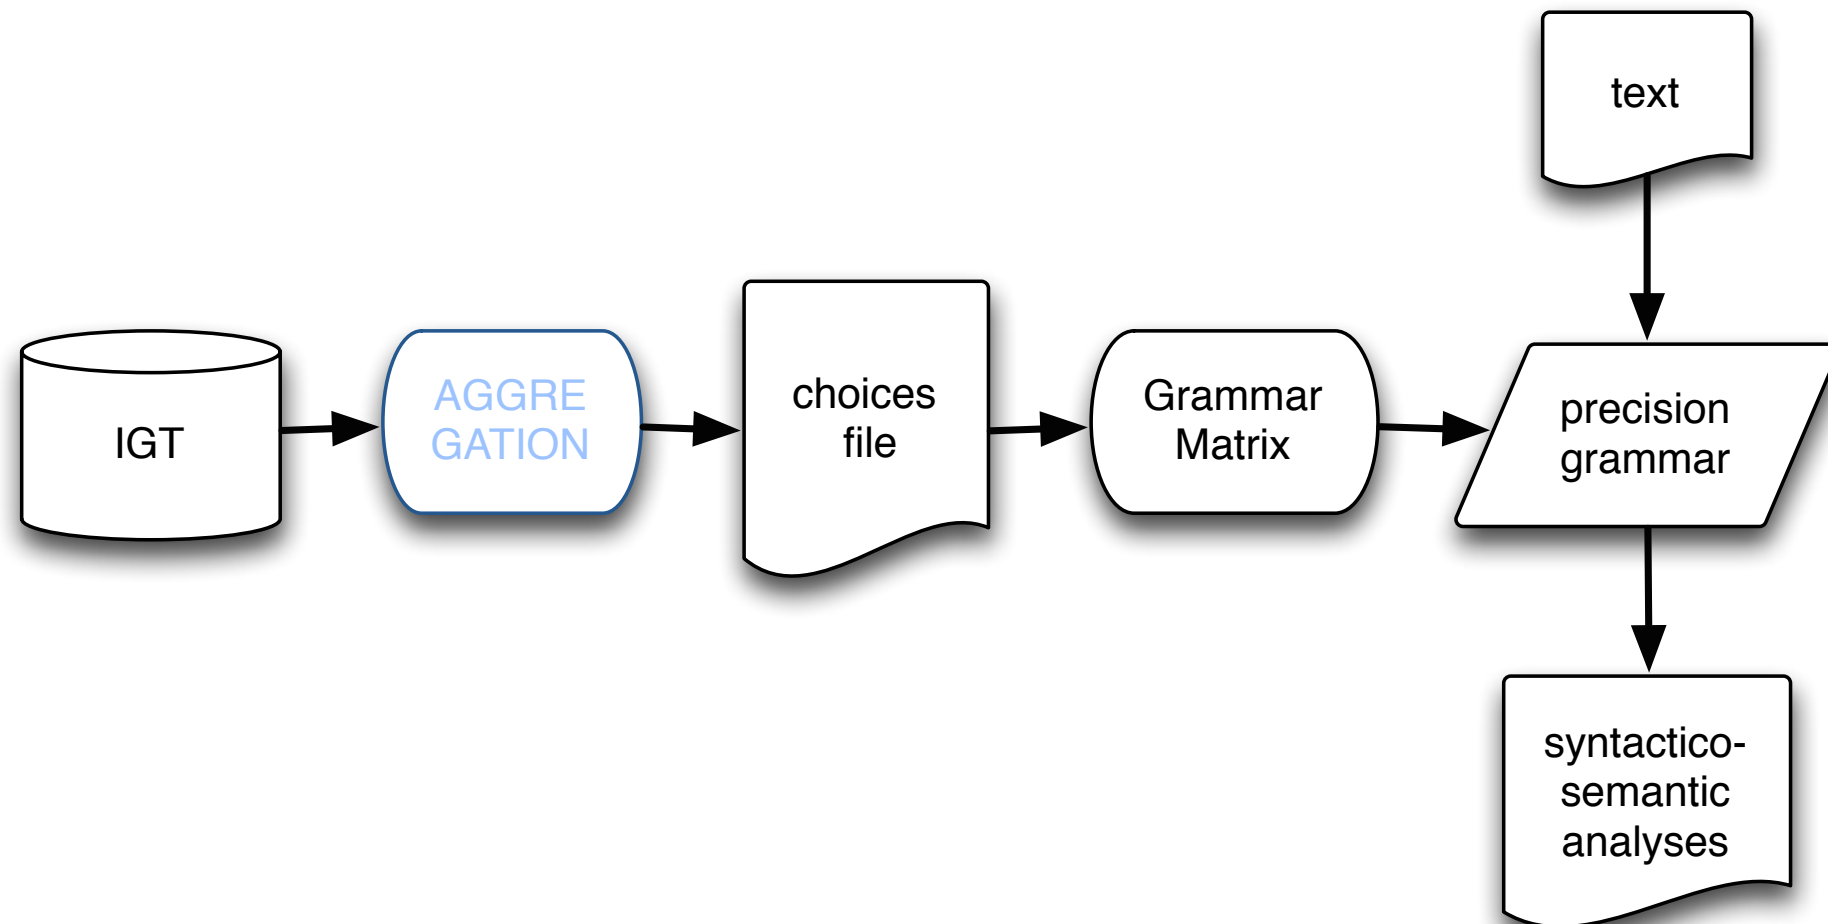 text
IGT
AGGRE
GATION
choices
file
Grammar
Matrix
precision
grammar
syntactico-
semantic
analyses